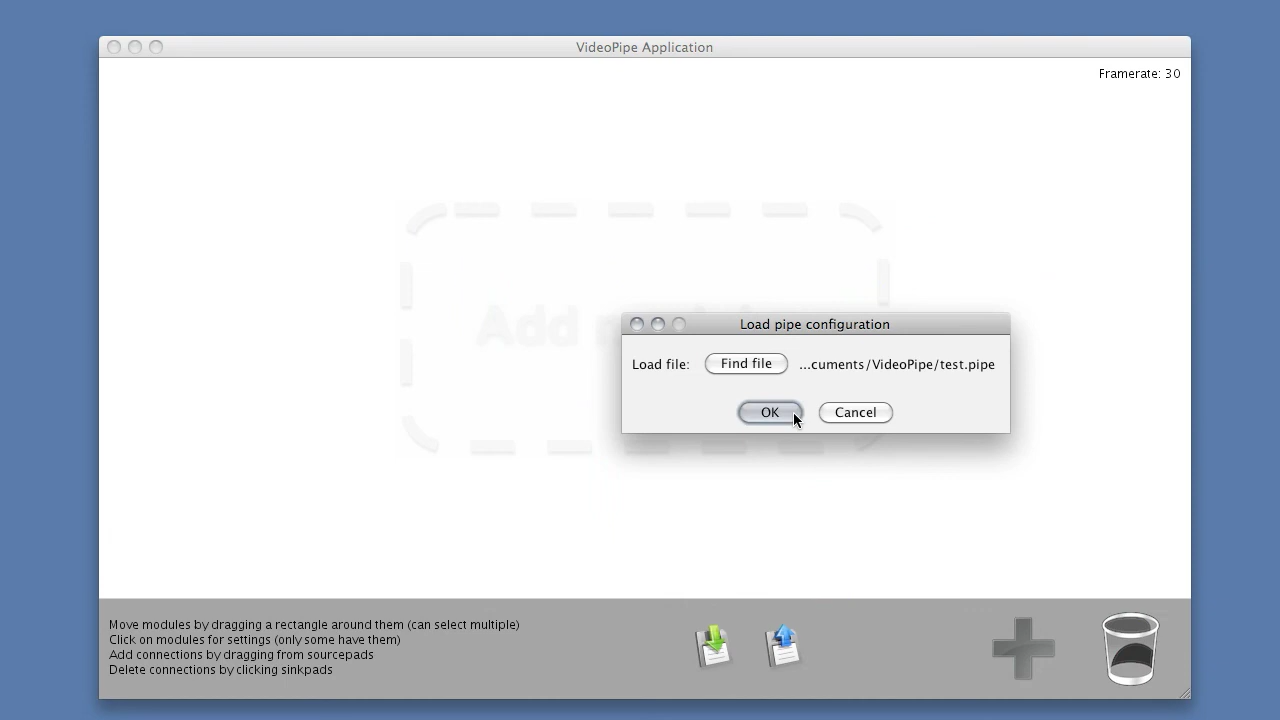 VideoPipe Application
Framerate: 30
Add
Load pipe configuration
Load file: Find file ...cuments/VideoPipe/test.pipe
OK Cancel
Move modules by dragging a rectangle around them (can select multiple)
Click on modules for settings (only some have them)
Add connections by dragging from sourcepads
Delete connections by clicking sinkpads